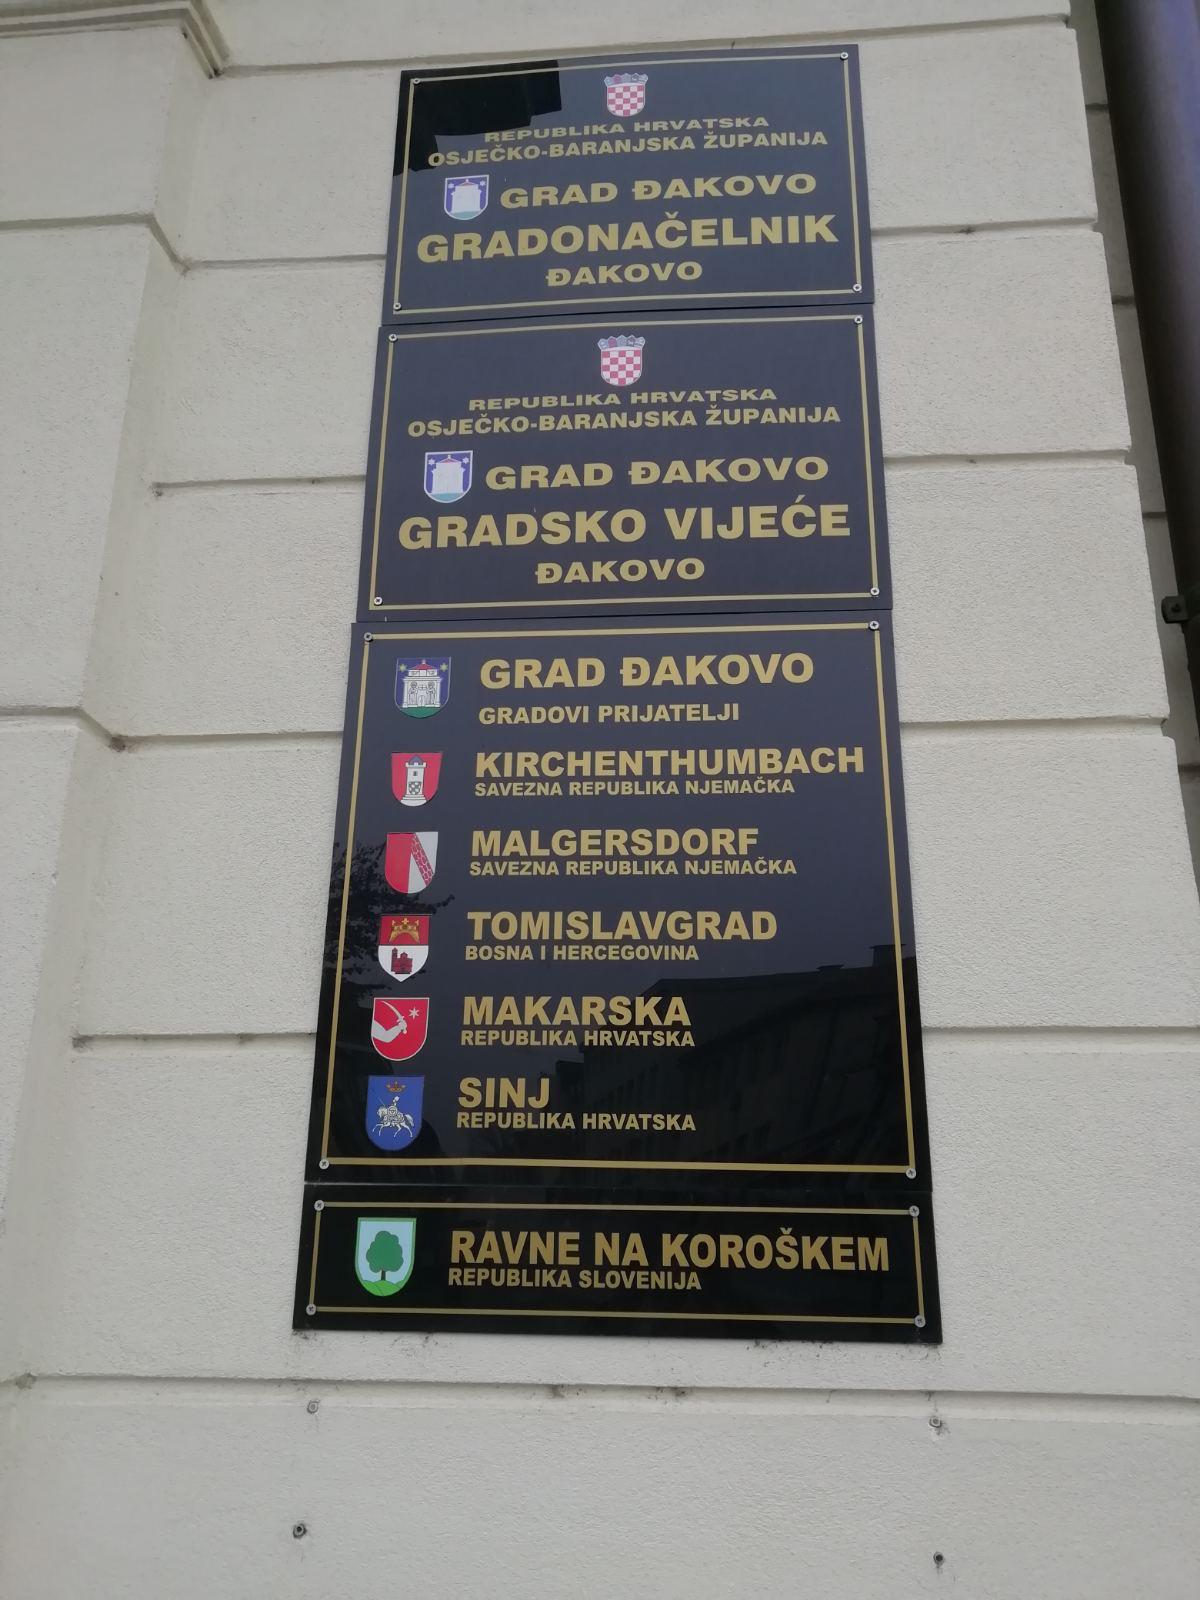 REPUBLIKA HRVATSKA
OSJEČKO-BARANJSKA ŽUPANIJA
GRAD ĐAKOVO
GRADONAČELNIK
ĐAKOVO
REPUBLIKA HRVATSKA
OSJEČKO-BARANJSKA ŽUPANIJA
GRAD ĐAKOVO
GRADSKO VIJEĆE
ĐAKOVO
GRAD ĐAKOVO
GRADOVI PRIJATELJI
KIRCHENTHUMBACH
SAVEZNA REPUBLIKA NJEMAČKA
MALGERSDORF
SAVEZNA REPUBLIKA NJEMAČKA
TOMISLAVGRAD
BOSNA I HERCEGOVINA
MAKARSKA
REPUBLIKA HRVATSKA
SINJ
REPUBLIKA HRVATSKA
RAVNE NA KOROŠKEM
REPUBLIKA SLOVENIJA